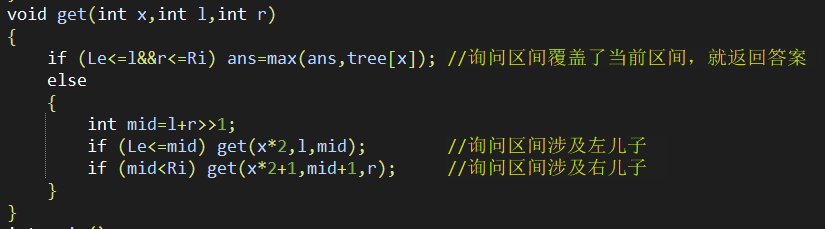 void get(int x,int l,int r)
{
    if (Le<=l&&r<=Ri) ans=max(ans,tree[x]); //询问区间覆盖了当前区间，就返回答案
    else
    {
        int mid=l+r>>1;
        if (Le<=mid) get(x*2,l,mid);        //询问区间涉及左儿子
        if (mid<Ri) get(x*2+1,mid+1,r);     //询问区间涉及右儿子
    }
}